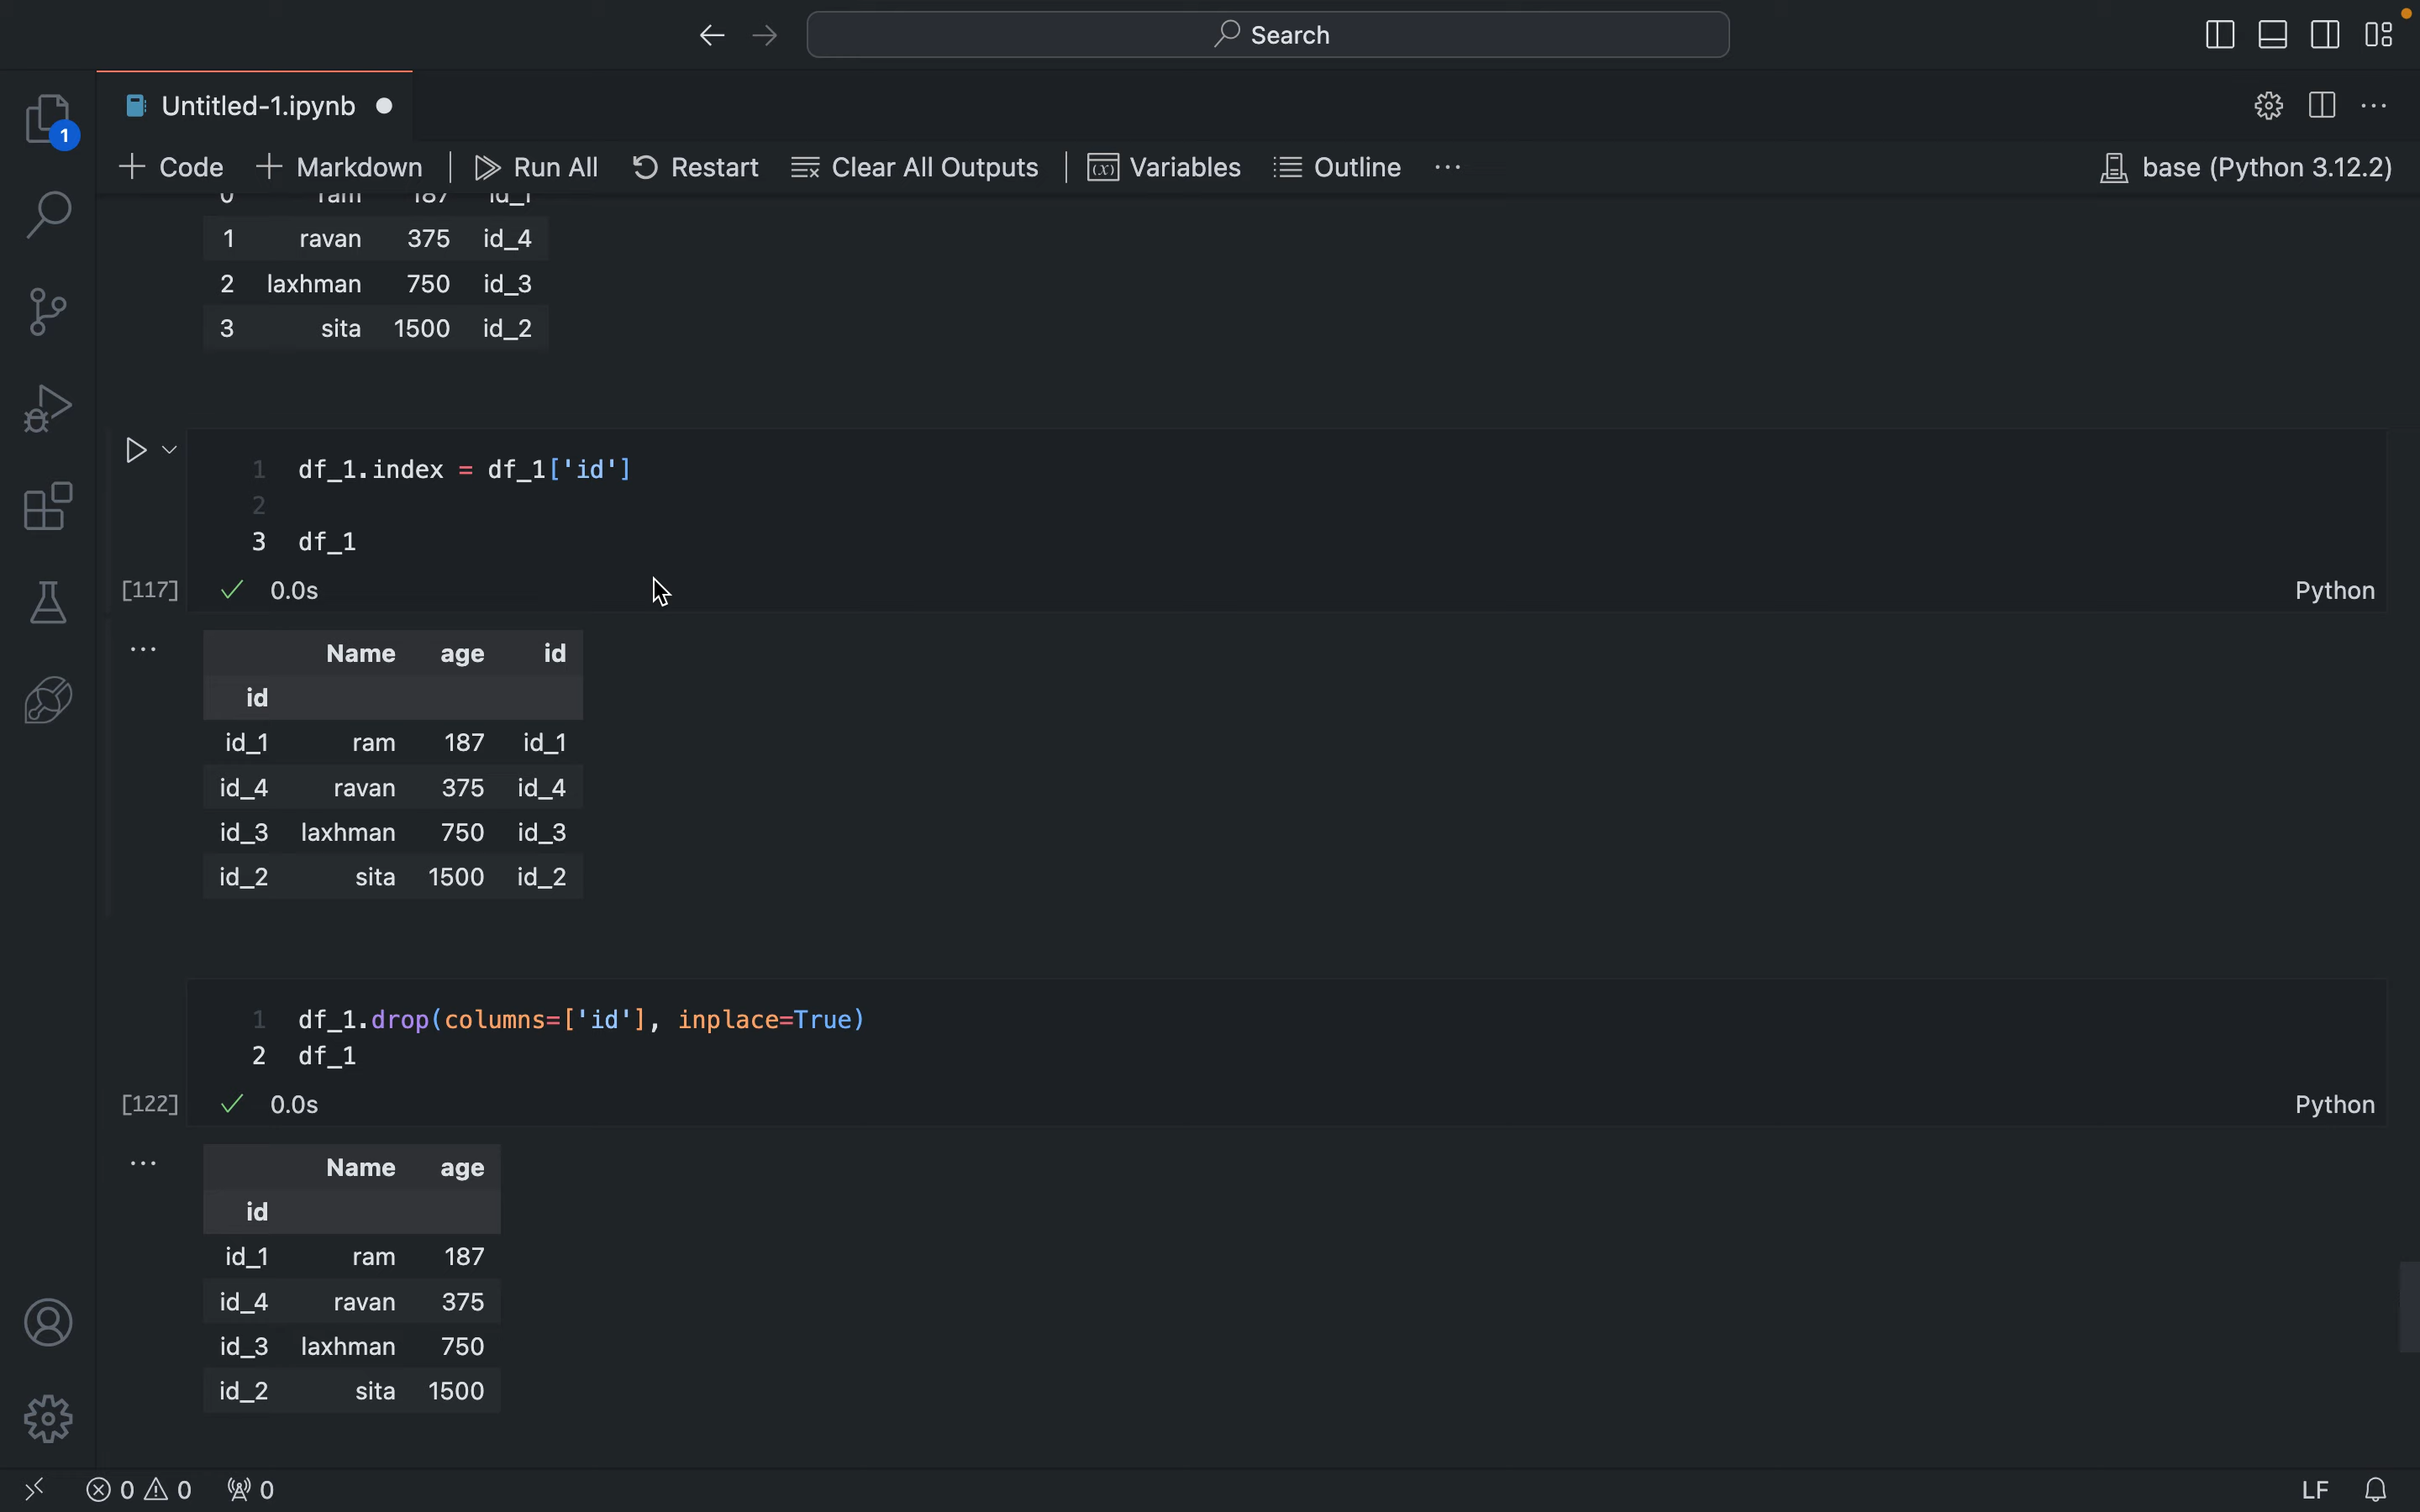 Search
Untitled-1.ipynb
1
Code Markdown Run All Restart Clear All Outputs Variables Outline ... base (Python 3.12.2)
0 ram 187 id_1
1 ravan 375 id_4
2 laxhman 750 id_3
3 sita 1500 id_2
1 df_1.index = df_1['id']
2
3 df_1
[117] 0.0s Python
... Name age id
id
id_1 ram 187 id_1
id_4 ravan 375 id_4
id_3 laxhman 750 id_3
id_2 sita 1500 id_2
1 df_1.drop(columns=['id'], inplace=True)
2 df_1
[122] 0.0s Python
... Name age
id
id_1 ram 187
id_4 ravan 375
id_3 laxhman 750
id_2 sita 1500
0 0 0 LF